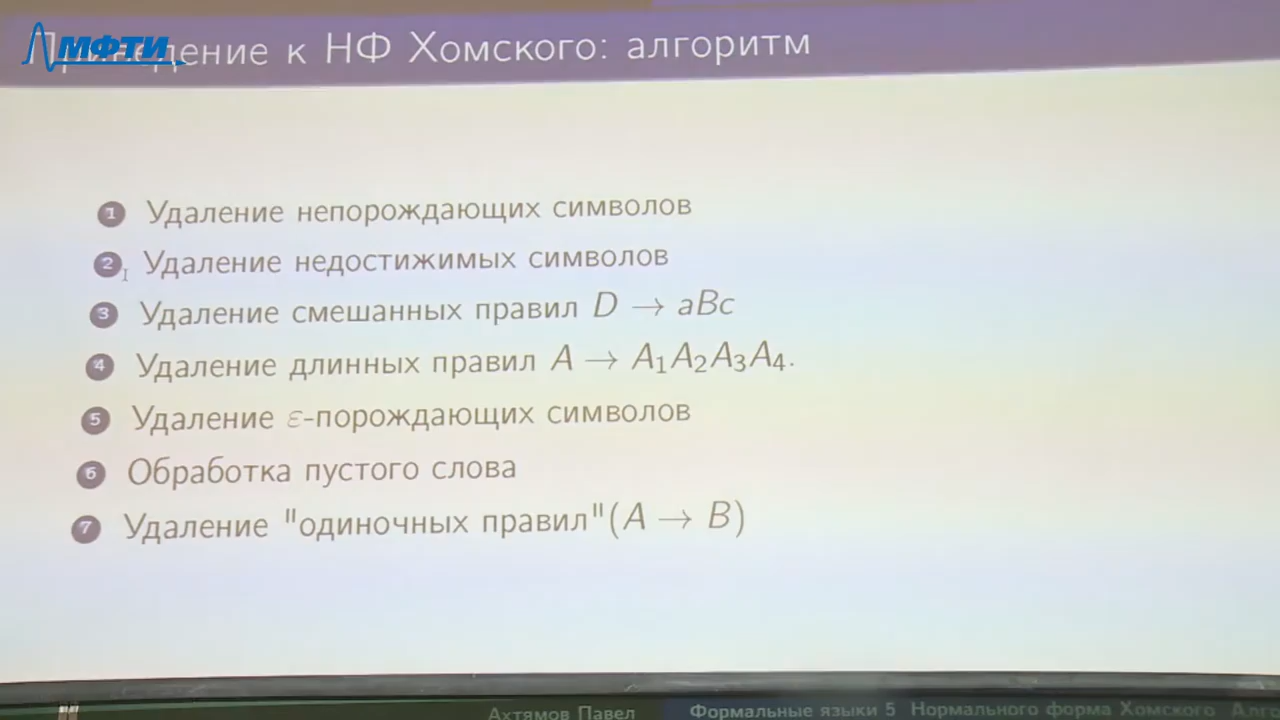 Приведение к НФ Хомского: алгоритм
МФТИ
1 Удаление непорождающих символов
2 Удаление недостижимых символов
3 Удаление смешанных правил D → aBc
4 Удаление длинных правил A → A₁A₂A₃A₄.
5 Удаление ε-порождающих символов
6 Обработка пустого слова
7 Удаление "одиночных правил"(A → B)
Ахтямов Павел Формальные языки 5 Нормального форма Хомского. Алго